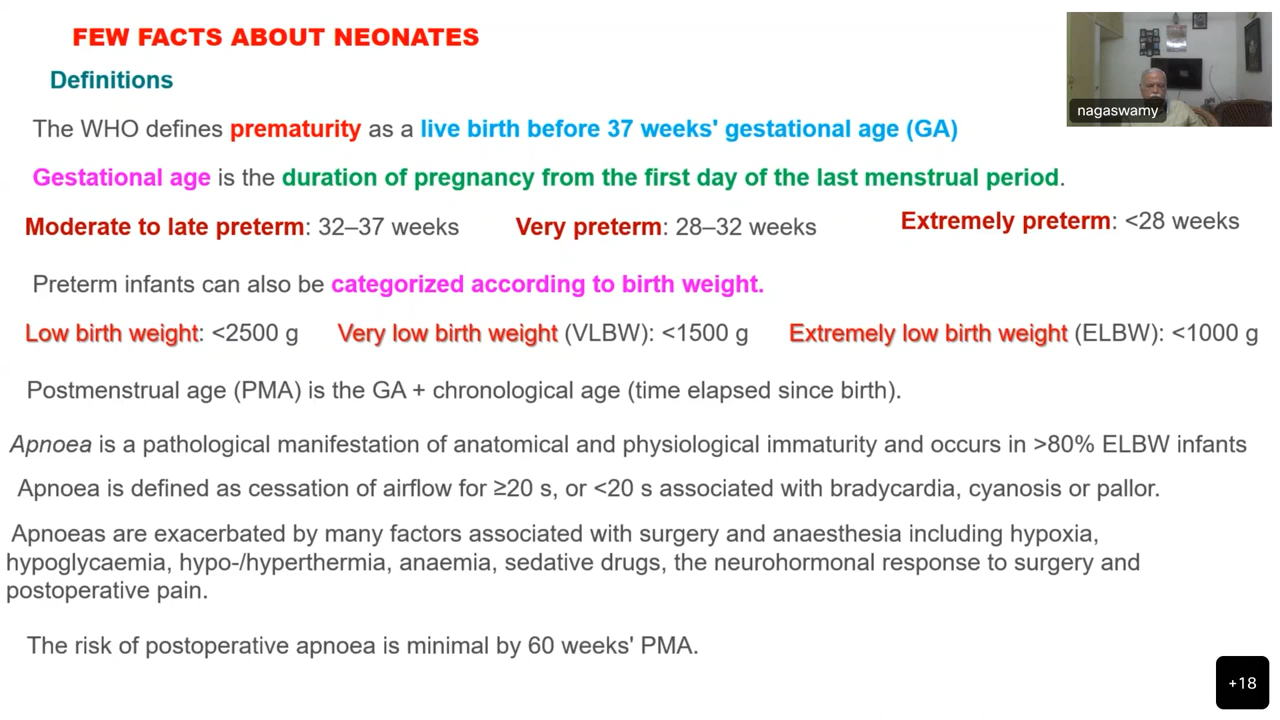 FEW FACTS ABOUT NEONATES
Definitions
nagaswamy
The WHO defines prematurity as a live birth before 37 weeks' gestational age (GA)
Gestational age is the duration of pregnancy from the first day of the last menstrual period.
Moderate to late preterm: 32–37 weeks Very preterm: 28–32 weeks Extremely preterm: <28 weeks
Preterm infants can also be categorized according to birth weight.
Low birth weight: <2500 g Very low birth weight (VLBW): <1500 g Extremely low birth weight (ELBW): <1000 g
Postmenstrual age (PMA) is the GA + chronological age (time elapsed since birth).
Apnoea is a pathological manifestation of anatomical and physiological immaturity and occurs in >80% ELBW infants
Apnoea is defined as cessation of airflow for ≥20 s, or <20 s associated with bradycardia, cyanosis or pallor.
Apnoeas are exacerbated by many factors associated with surgery and anaesthesia including hypoxia,
hypoglycaemia, hypo-/hyperthermia, anaemia, sedative drugs, the neurohormonal response to surgery and
postoperative pain.
The risk of postoperative apnoea is minimal by 60 weeks' PMA.
+18